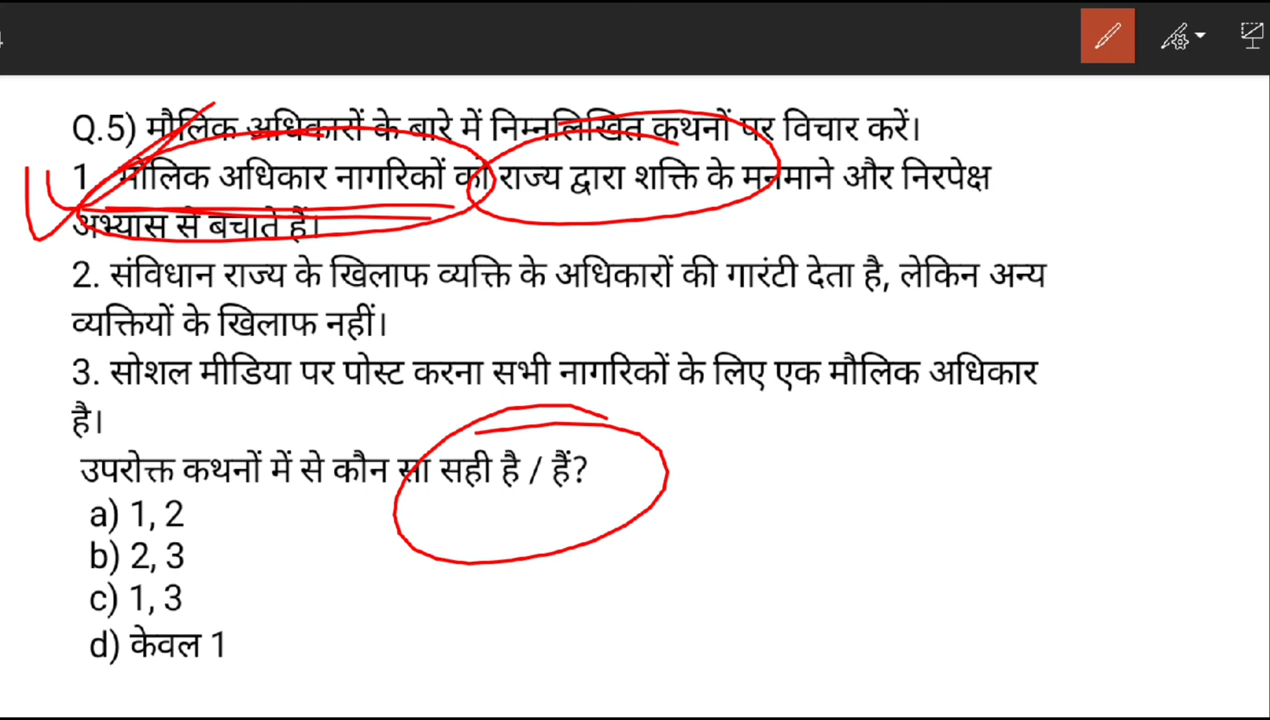 Q.5) मौलिक अधिकारों के बारे में निम्नलिखित कथनों पर विचार करें।
1. मौलिक अधिकार नागरिकों को राज्य द्वारा शक्ति के मनमाने और निरपेक्ष
अभ्यास से बचाते हैं।
2. संविधान राज्य के खिलाफ व्यक्ति के अधिकारों की गारंटी देता है, लेकिन अन्य
व्यक्तियों के खिलाफ नहीं।
3. सोशल मीडिया पर पोस्ट करना सभी नागरिकों के लिए एक मौलिक अधिकार
है।
उपरोक्त कथनों में से कौन सा सही है / हैं?
a) 1, 2
b) 2, 3
c) 1, 3
d) केवल 1